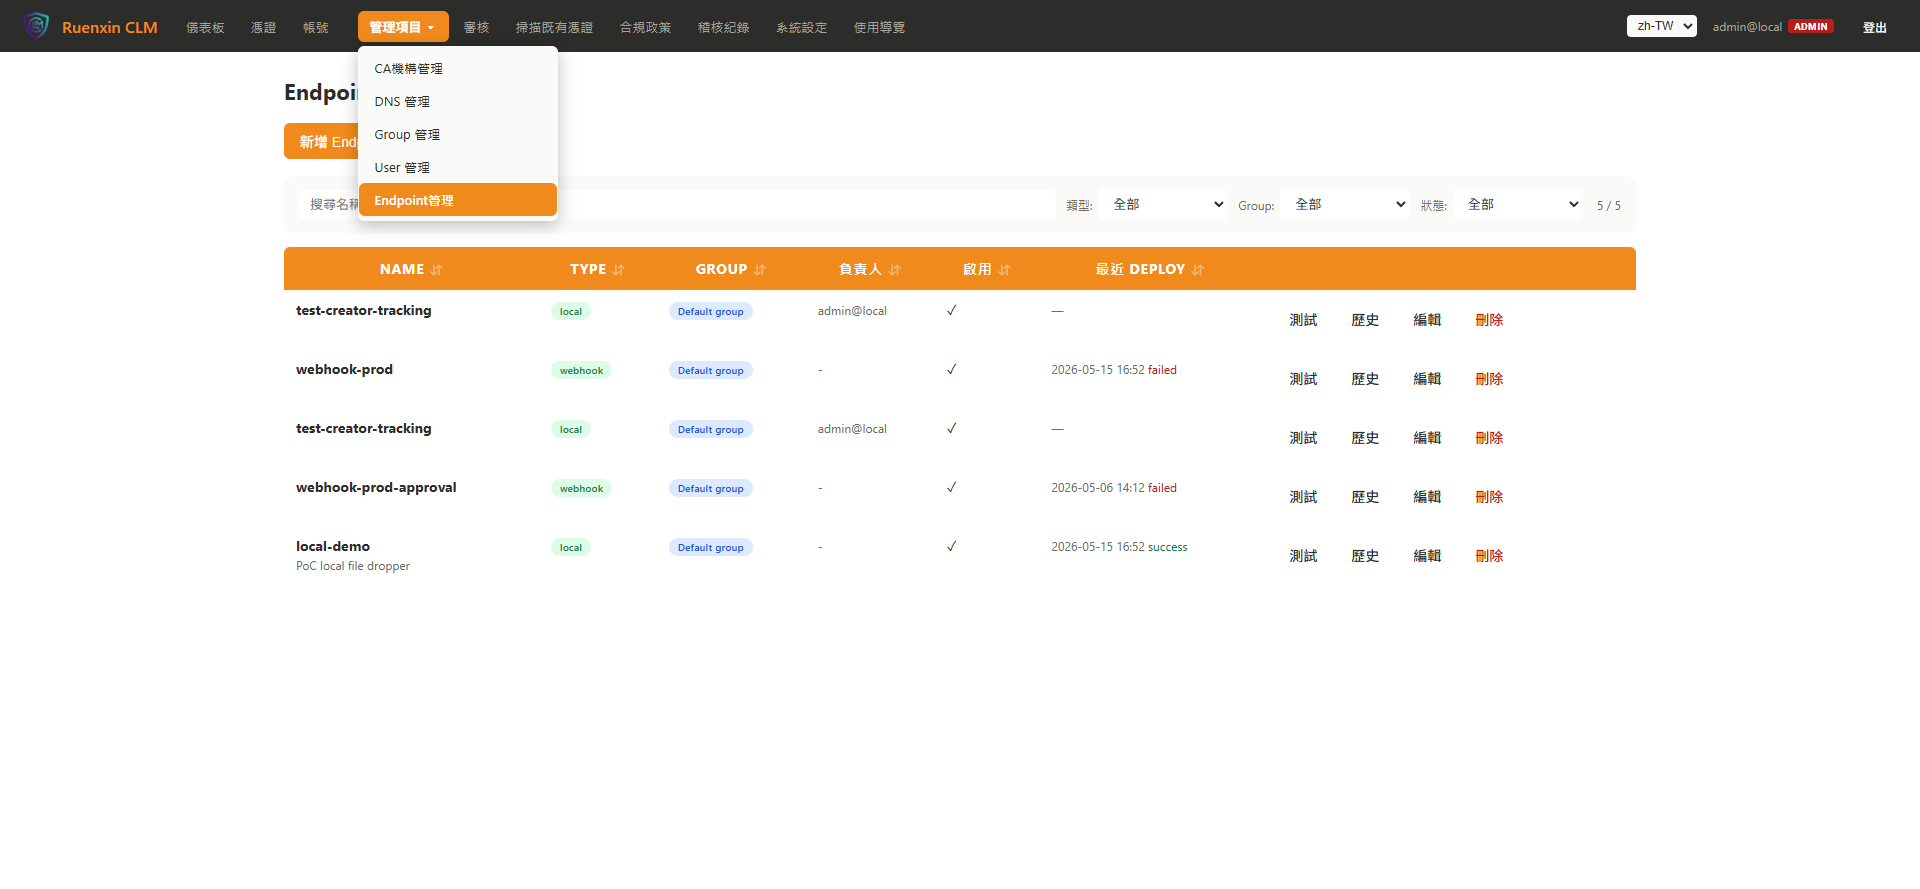 Ruenxin CLM 儀表板 憑證 帳號 管理項目 審核 掃描既有憑證 合規政策 稽核紀錄 系統設定 使用導覽 zh-TW admin@local ADMIN 登出
CA機構管理
DNS 管理
Group 管理
User 管理
Endpoint管理
Endpoi
新增 Endp
搜尋名稱 類型: 全部 Group: 全部 狀態: 全部 5 / 5
NAME TYPE GROUP 負責人 啟用 最近 DEPLOY
test-creator-tracking local Default group admin@local ✓ — 測試 歷史 編輯 刪除
webhook-prod webhook Default group - ✓ 2026-05-15 16:52 failed 測試 歷史 編輯 刪除
test-creator-tracking local Default group admin@local ✓ — 測試 歷史 編輯 刪除
webhook-prod-approval webhook Default group - ✓ 2026-05-06 14:12 failed 測試 歷史 編輯 刪除
local-demo local Default group - ✓ 2026-05-15 16:52 success 測試 歷史 編輯 刪除
PoC local file dropper